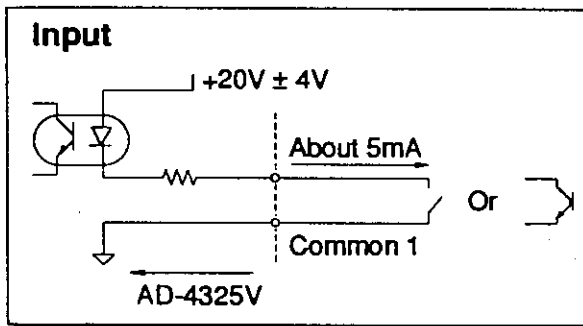 Input
+20V ± 4V
About 5mA
Or
Common 1
AD-4325V